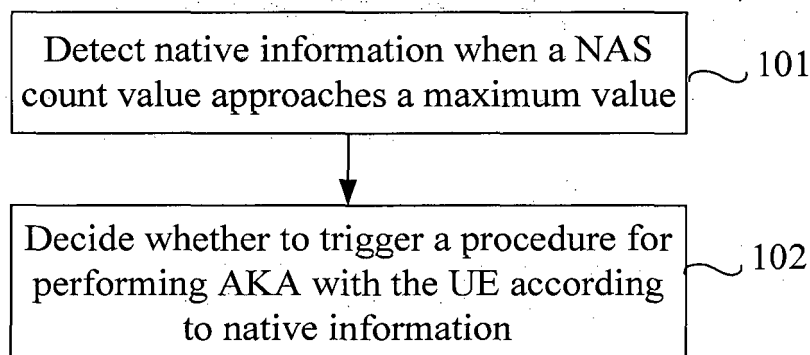 Detect native information when a NAS
count value approaches a maximum value
101
Decide whether to trigger a procedure for
performing AKA with the UE according
to native information
102